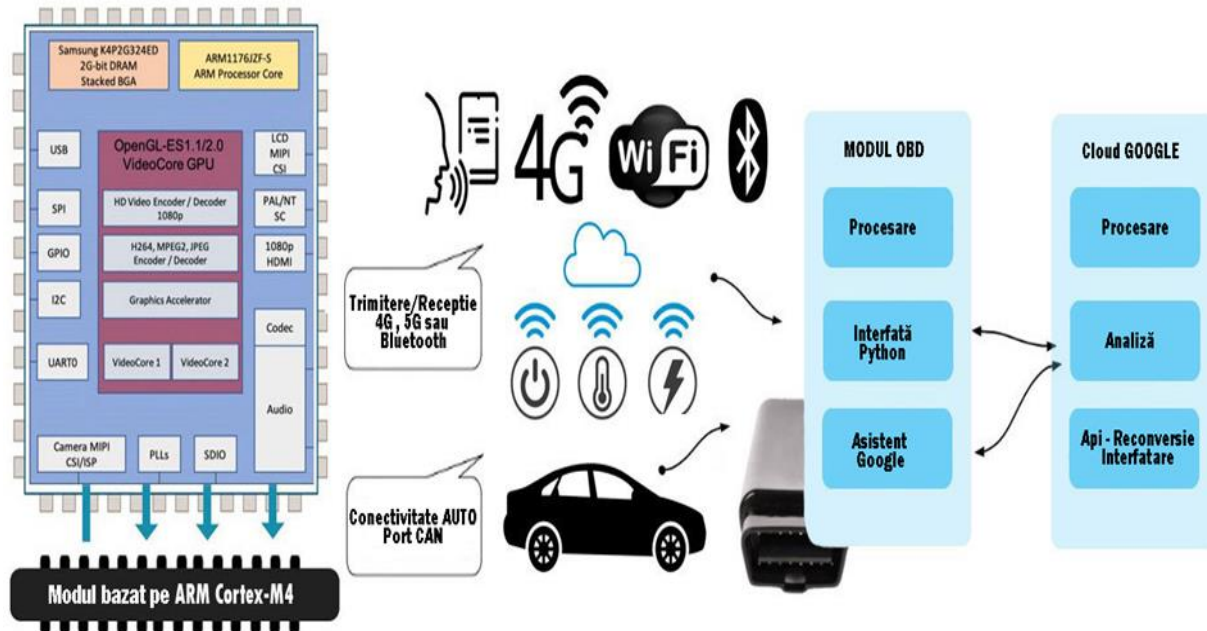 Samsung K4P2G324ED
2G-bit DRAM
Stacked BGA
ARM1176JZF-S
ARM Processor Core
USB
SPI
GPIO
I2C
UART0
OpenGL-ES1.1/2.0
VideoCore GPU
HD Video Encoder / Decoder
1080p
H264, MPEG2, JPEG
Encoder / Decoder
Graphics Accelerator
VideoCore 1
VideoCore 2
LCD
MIPI
CSI
PAL/NT
SC
1080p
HDMI
Codec
Audio
Camera MIPI
CSI/ISP
PLLs
SDIO
Modul bazat pe ARM Cortex-M4
4G
WiFi
Trimitere/Receptie
4G , 5G sau
Bluetooth
Conectivitate AUTO
Port CAN
MODUL OBD
Procesare
Interfată
Python
Asistent
Google
Cloud GOOGLE
Procesare
Analiză
Api - Reconversie
Interfatare